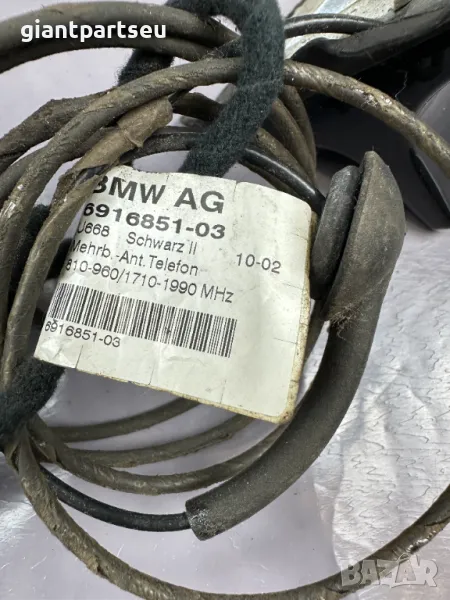 giantpartseu
BMW AG
6916851-03
U668 Schwarz II 10-02
Mehrb.-Ant.Telefon
810-960/1710-1990 MHz
6916851-03
BAZAR